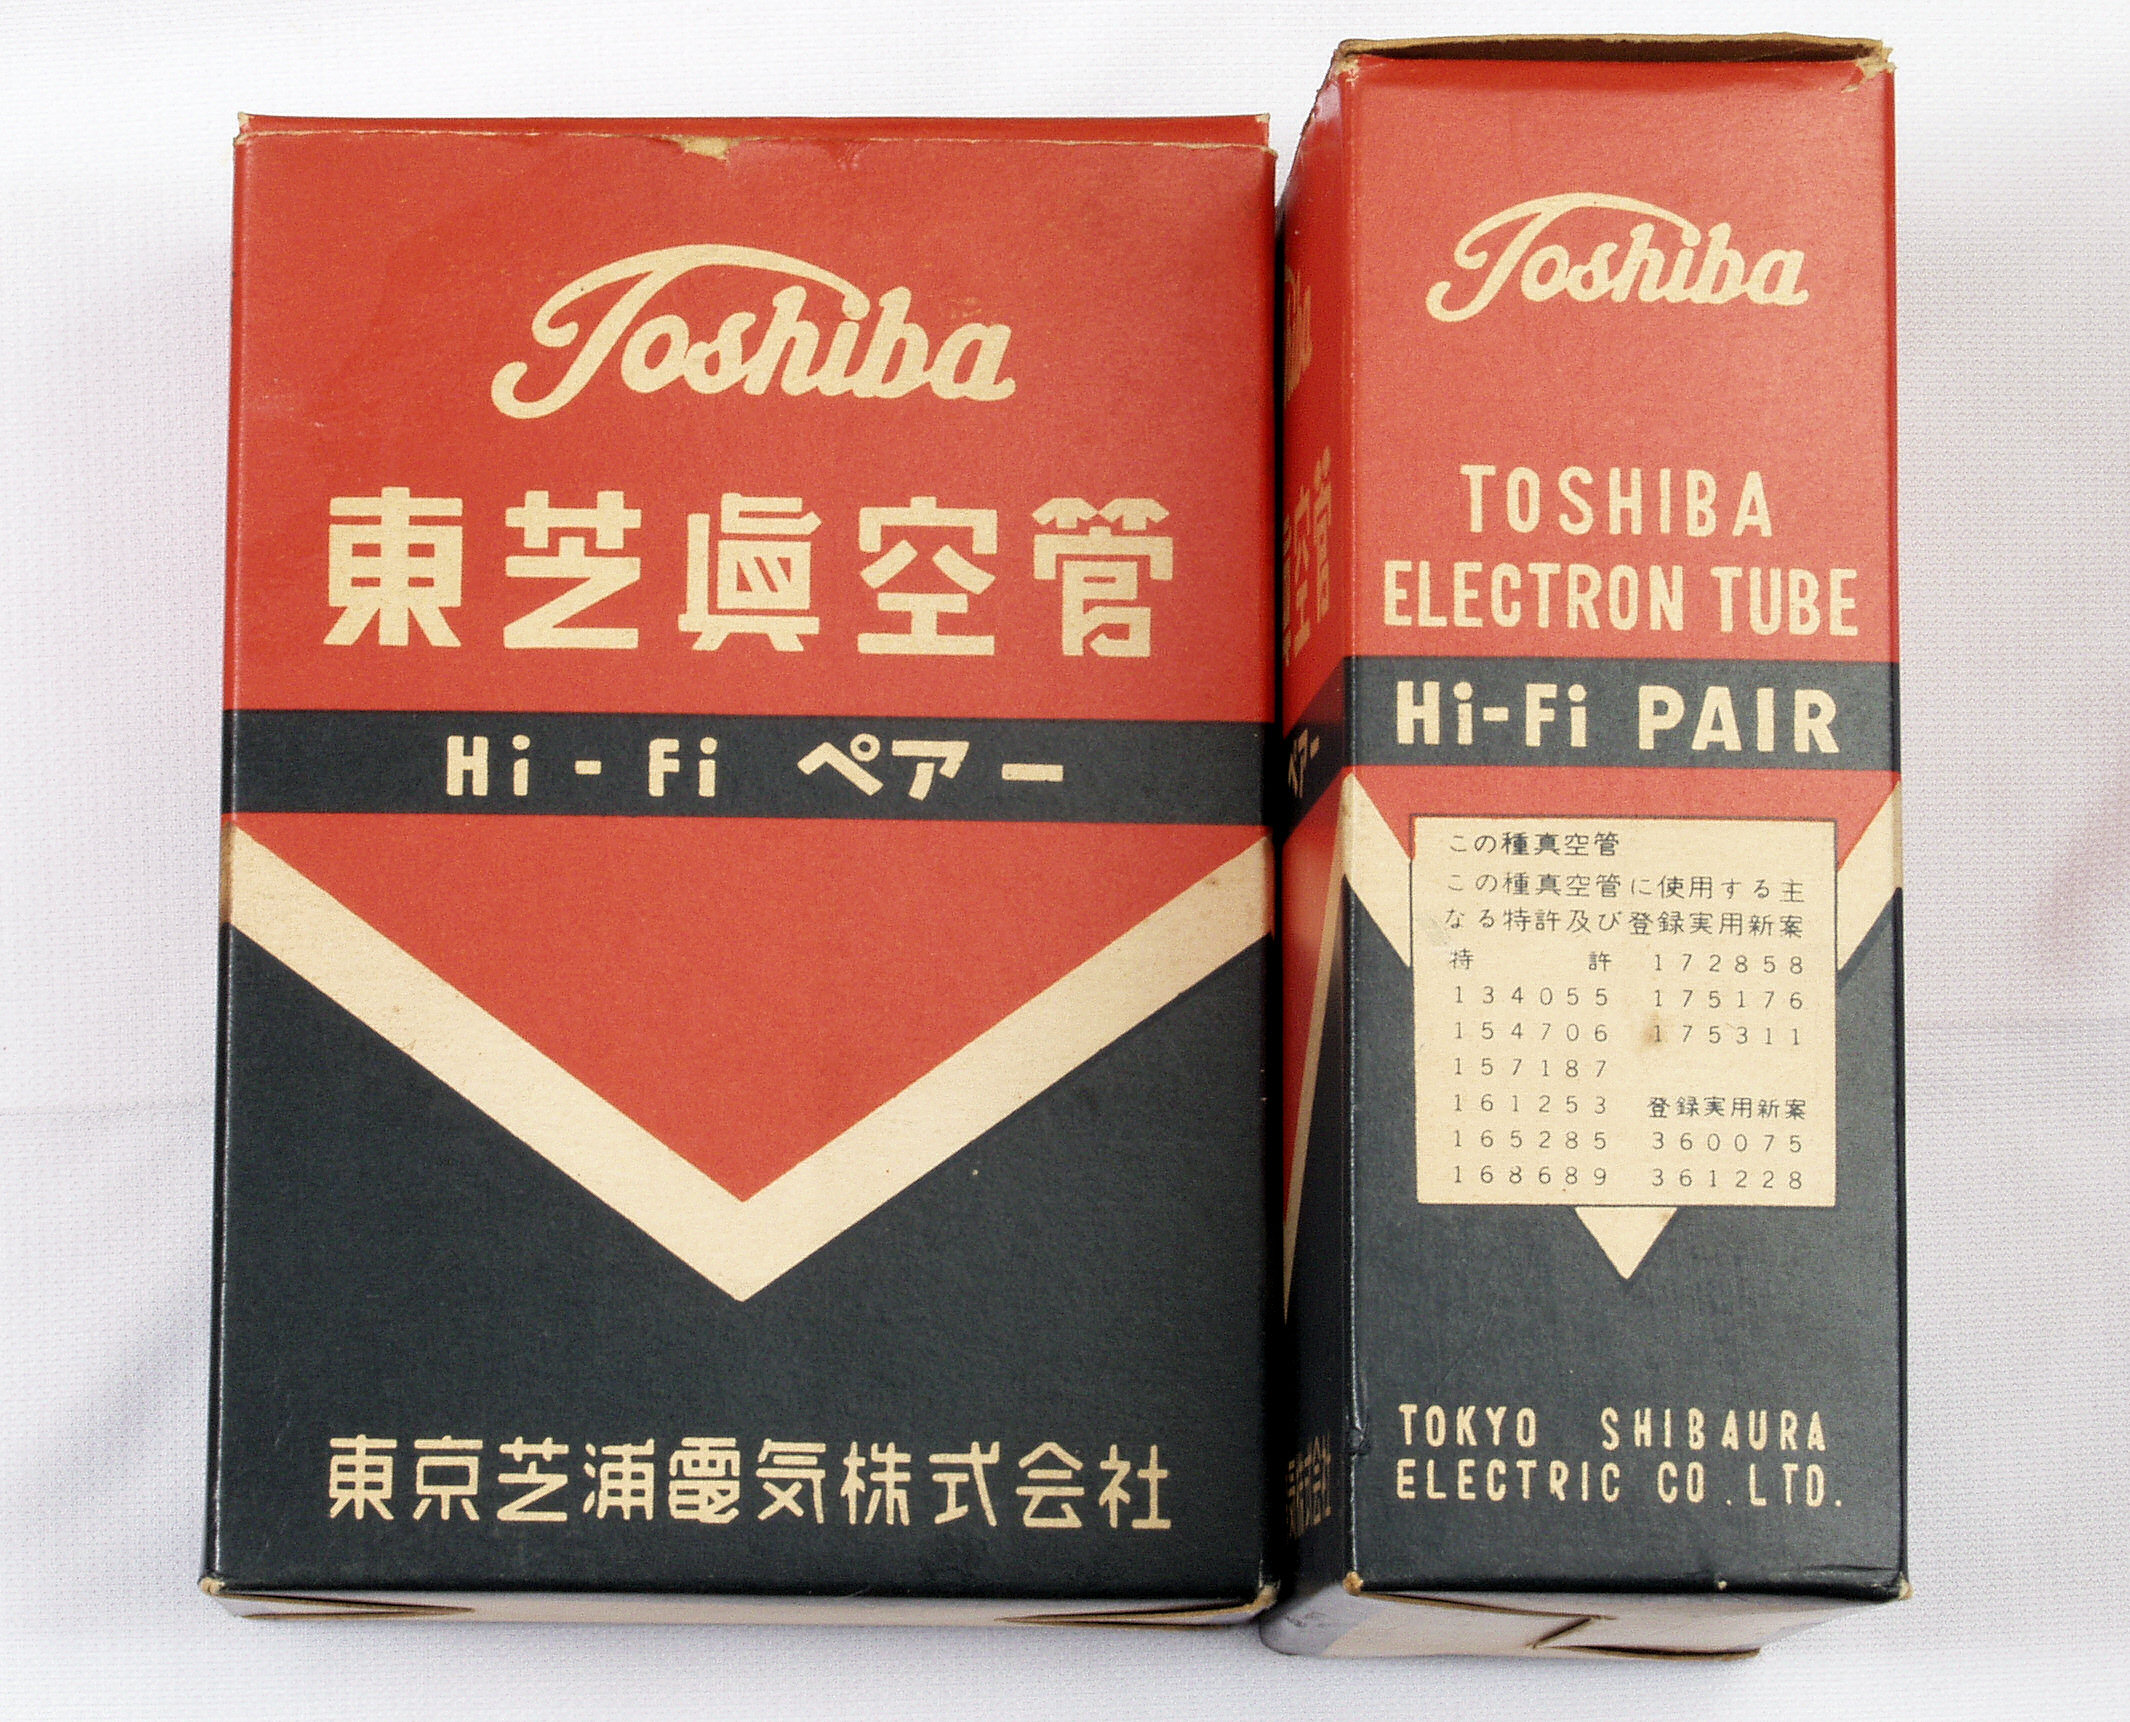 Toshiba
東芝眞空管
Hi-Fi ペアー
東京芝浦電気株式会社
Toshiba
TOSHIBA
ELECTRON TUBE
Hi-Fi PAIR
この種真空管
この種真空管に使用する主
なる特許及び登録実用新案
特許 172858
134055 175176
154706 175311
157187
161253 登録実用新案
165285 360075
168689 361228
TOKYO SHIBAURA
ELECTRIC CO.LTD.